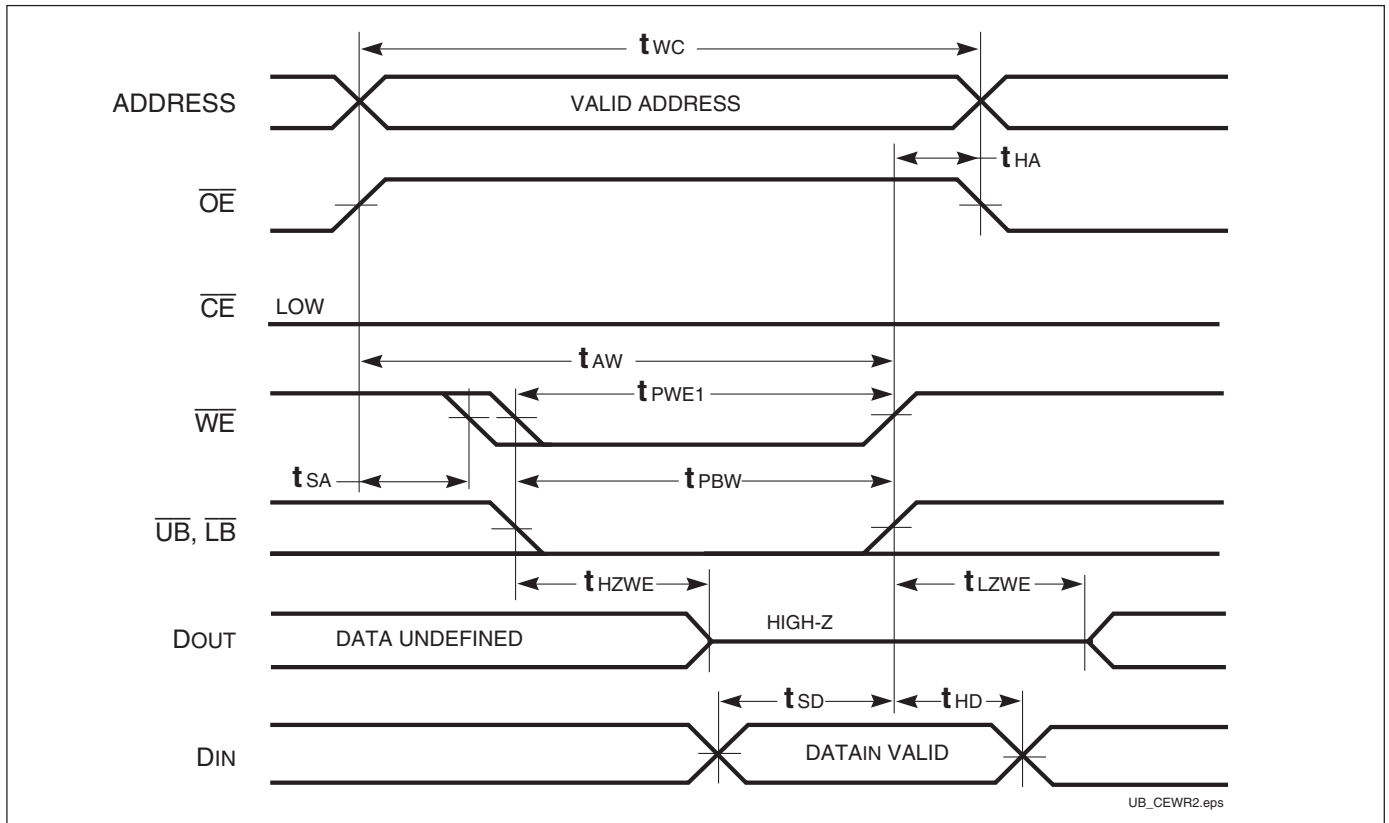 tWC
ADDRESS
VALID ADDRESS
tHA
OE
CE
LOW
tAW
tPWE1
WE
tSA
tPBW
UB, LB
tHZWE
tLZWE
DOUT
DATA UNDEFINED
HIGH-Z
tSD
tHD
DIN
DATAIN VALID
UB_CEWR2.eps